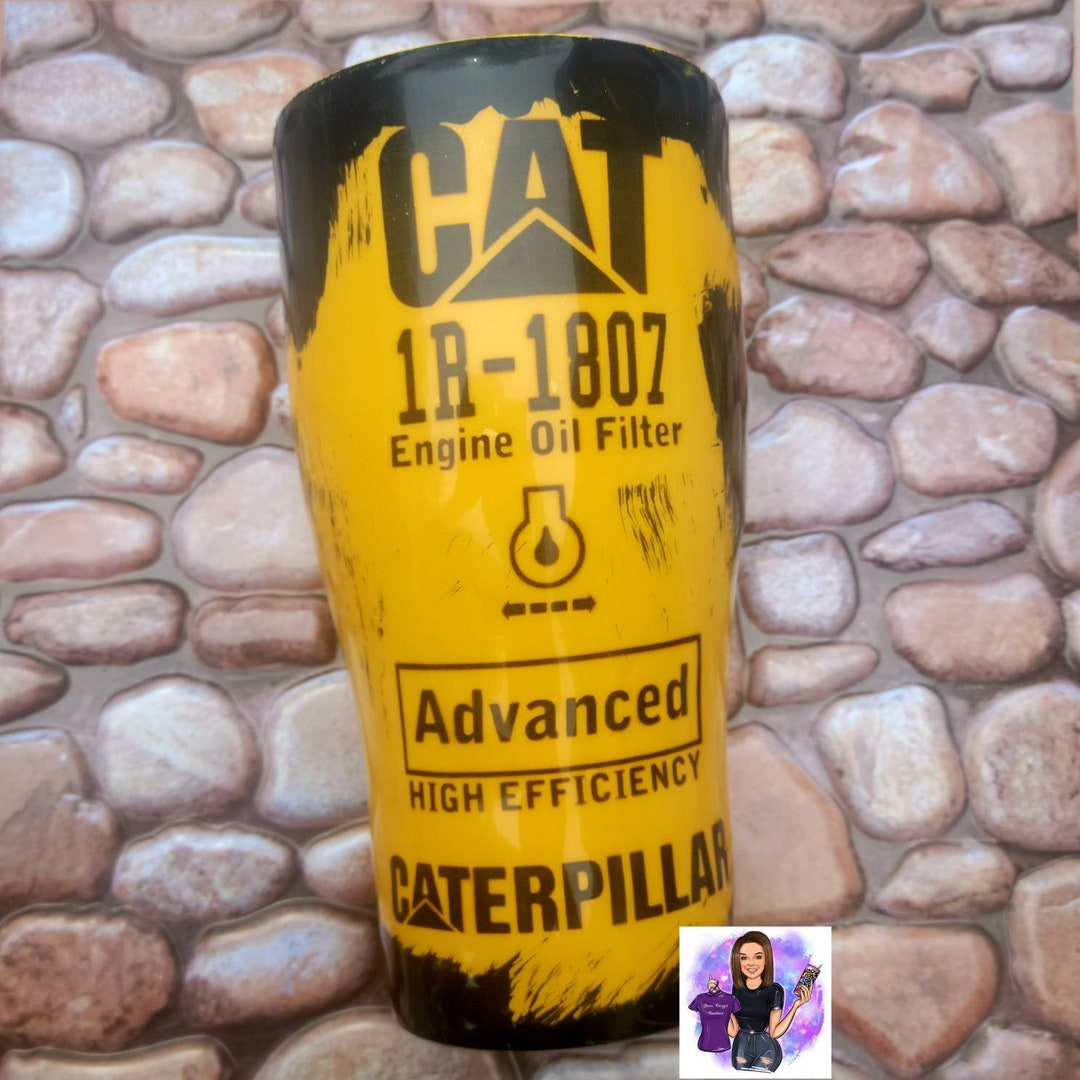 CAT
1R-1807
Engine Oil Filter
Advanced
HIGH EFFICIENCY
CATERPILLAR